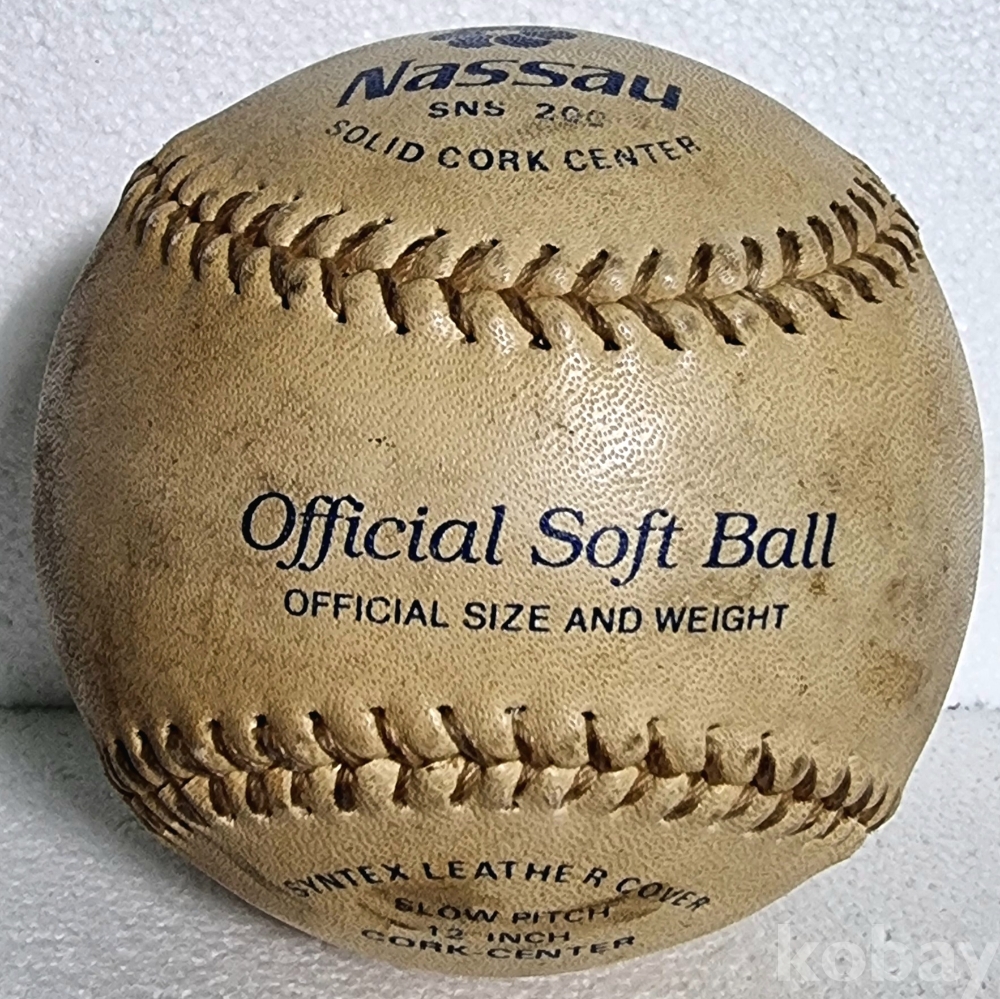 Nassau
SNS 200
SOLID CORK CENTER
Official Soft Ball
OFFICIAL SIZE AND WEIGHT
SYNTEX LEATHER COVER
SLOW PITCH
12 INCH
CORK-CENTER
kobay